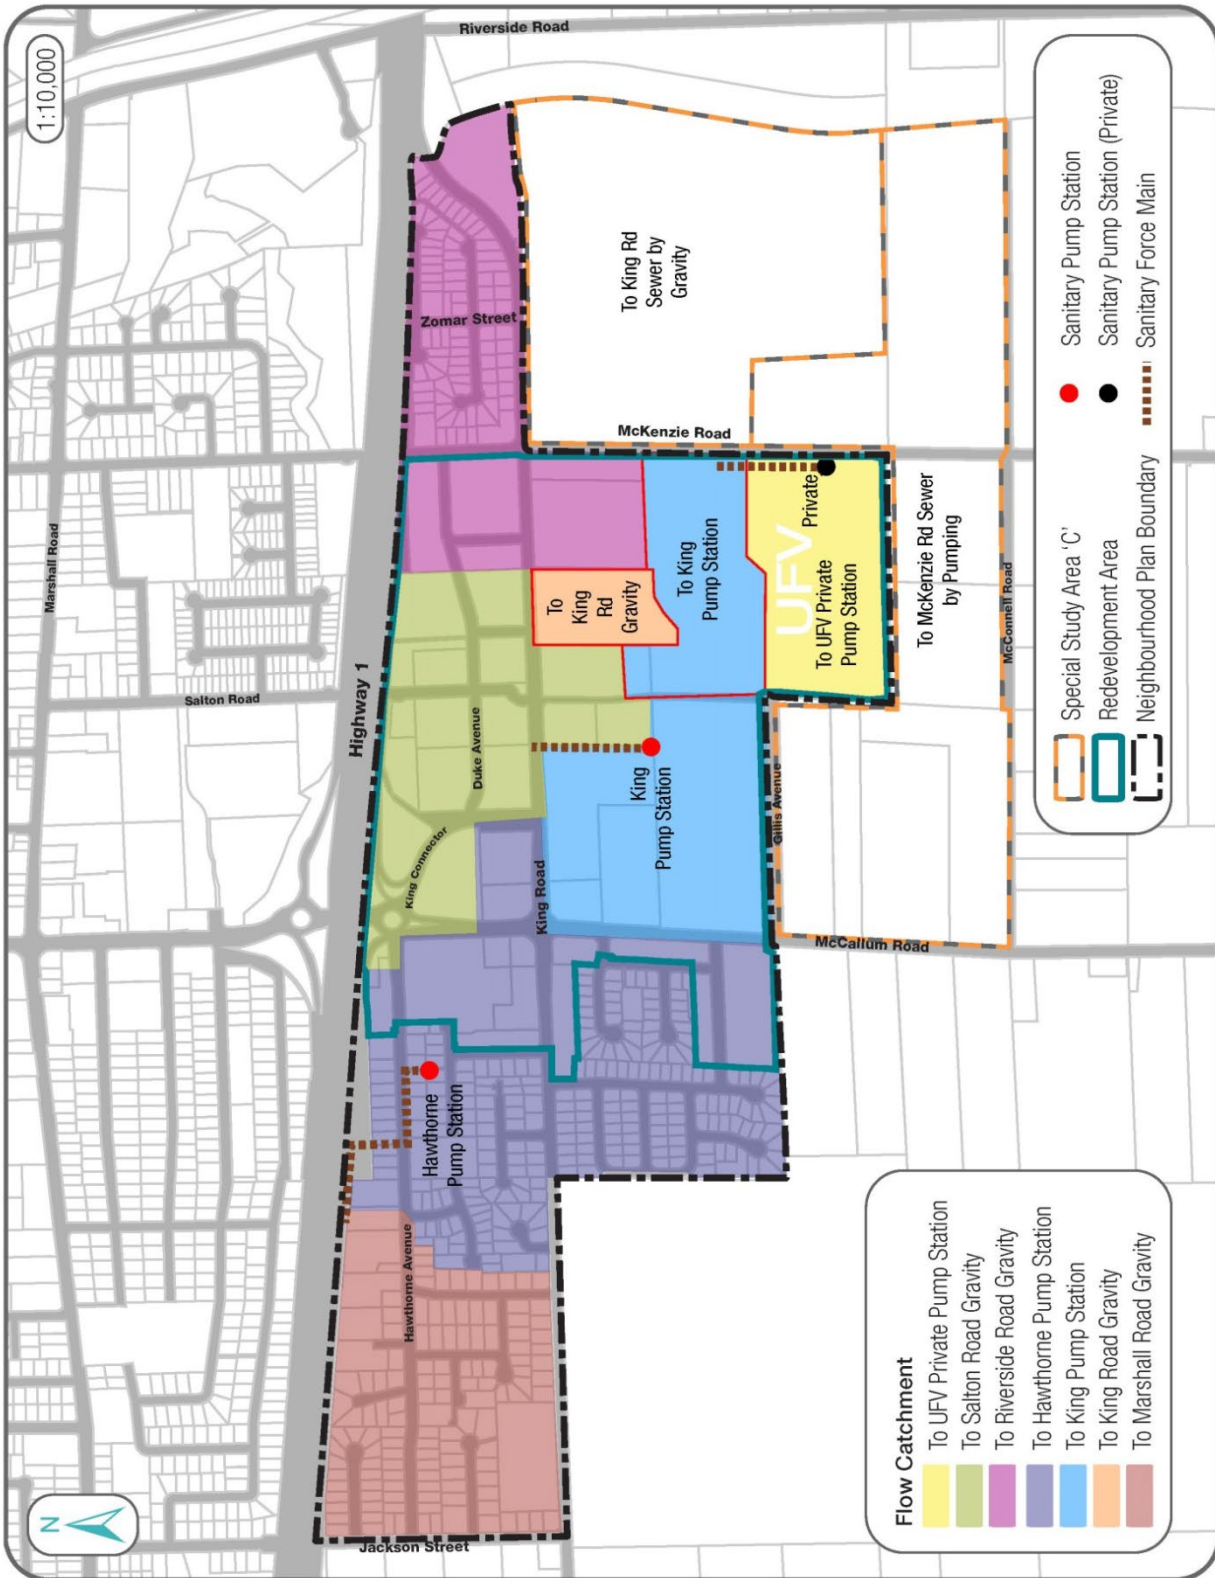 1:10,000
N
Riverside Road
Marshall Road
Salton Road
Highway 1
Zomar Street
To King Rd
Sewer by
Gravity
McKenzie Road
King Connector
Duke Avenue
To
King
Rd
Gravity
To King
Pump Station
UFV
Private
To UFV Private
Pump Station
To McKenzie Rd Sewer
by Pumping
McConnell Road
King
Pump Station
Gillis Avenue
King Road
McCallum Road
Hawthorne
Pump Station
Hawthorne Avenue
Jackson Street
Flow Catchment
To UFV Private Pump Station
To Salton Road Gravity
To Riverside Road Gravity
To Hawthorne Pump Station
To King Pump Station
To King Road Gravity
To Marshall Road Gravity
Special Study Area 'C'
Redevelopment Area
Neighbourhood Plan Boundary
Sanitary Pump Station
Sanitary Pump Station (Private)
Sanitary Force Main